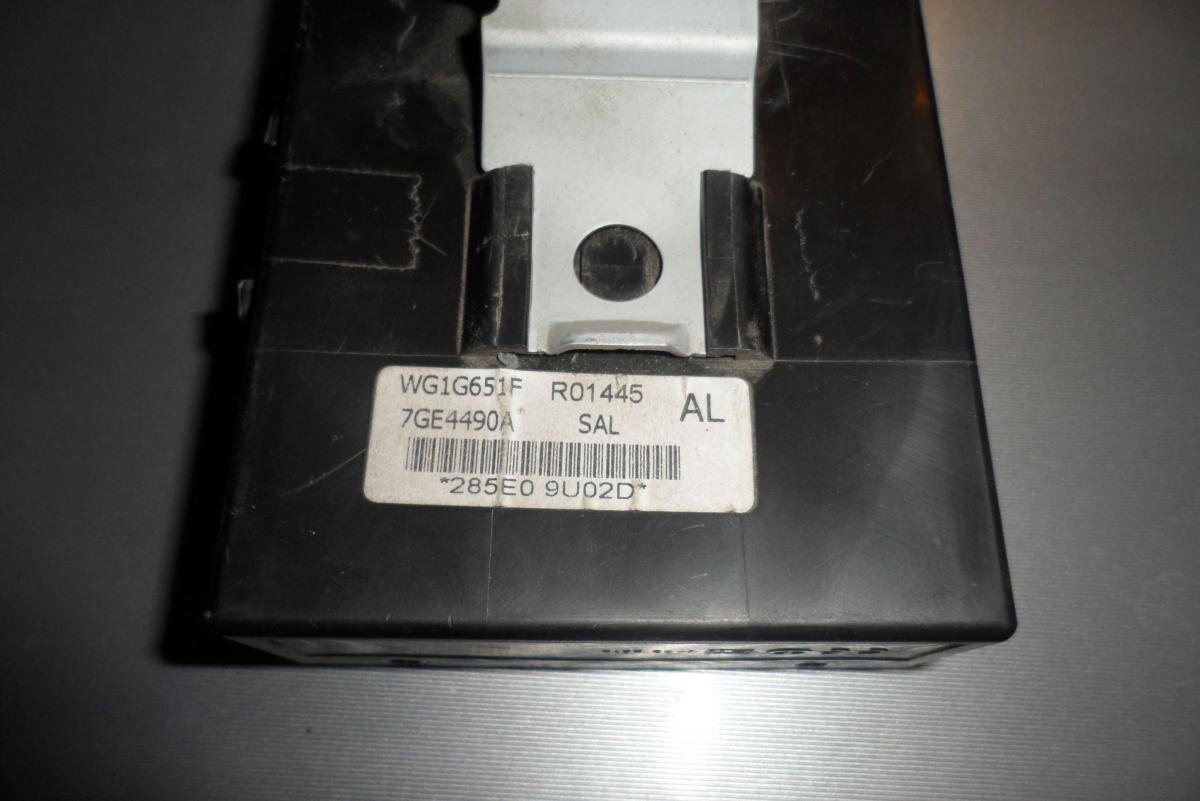 WG1G651F R01445 AL
7GE4490A SAL
*285E0 9U02D*